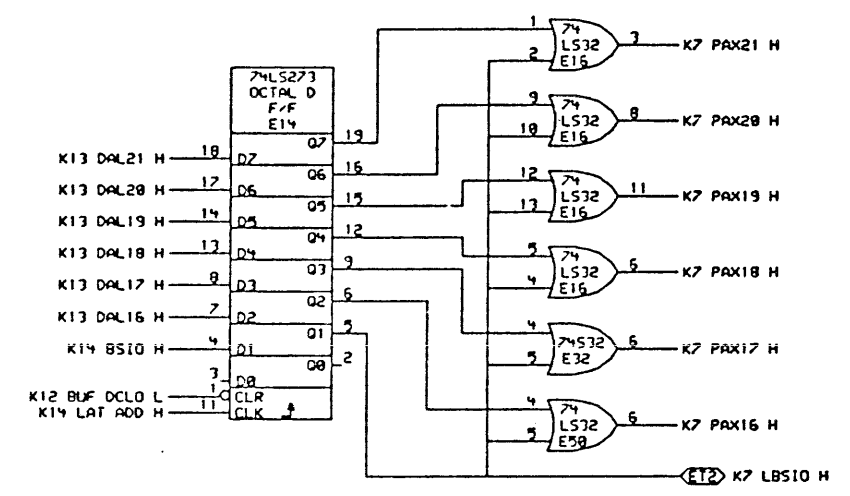 74LS273
OCTAL D
F/F
E14
K13 DAL21 H 18 D7 Q7 19
K13 DAL20 H 17 D6 Q6 16
K13 DAL19 H 14 D5 Q5 15
K13 DAL18 H 13 D4 Q4 12
K13 DAL17 H 8 D3 Q3 9
K13 DAL16 H 7 D2 Q2 6
K14 BSIO H 4 D1 Q1 5
3 D0 Q0 2
K12 BUF DCLO L 1 CLR
K14 LAT ADD H 11 CLK
1 2 74 LS32 E16 3 K7 PAX21 H
9 10 74 LS32 E16 8 K7 PAX20 H
12 13 74 LS32 E16 11 K7 PAX19 H
5 4 74 LS32 E16 6 K7 PAX18 H
4 5 74S32 E32 6 K7 PAX17 H
4 5 74 LS32 E50 6 K7 PAX16 H
ET2 K7 LBSIO H